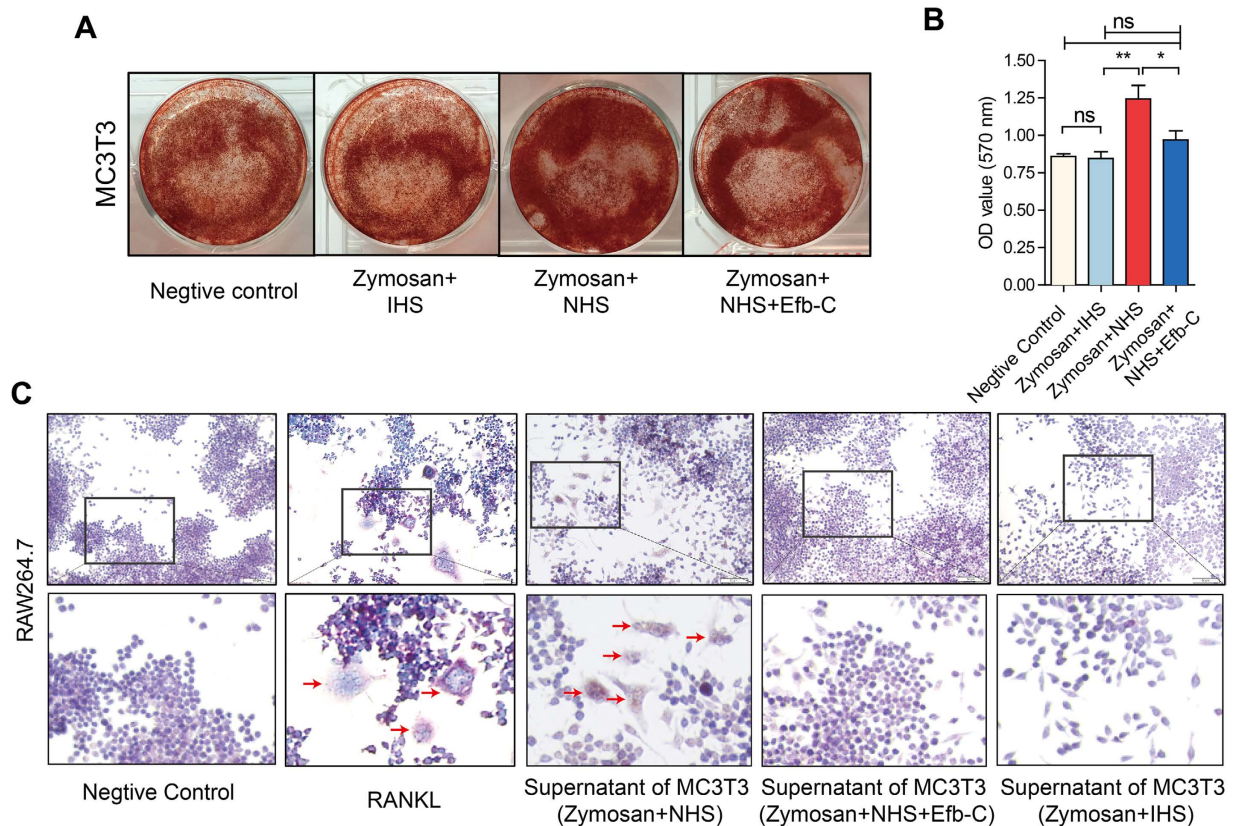 A
MC3T3
Negtive control
Zymosan+
IHS
Zymosan+
NHS
Zymosan+
NHS+Efb-C
B
ns
ns
**
*
OD value (570 nm)
1.50
1.25
1.00
0.75
0.50
0.25
0.00
Negtive Control
Zymosan+IHS
Zymosan+NHS
Zymosan+
NHS+Efb-C
C
RAW264.7
Negtive Control
RANKL
Supernatant of MC3T3
(Zymosan+NHS)
Supernatant of MC3T3
(Zymosan+NHS+Efb-C)
Supernatant of MC3T3
(Zymosan+IHS)